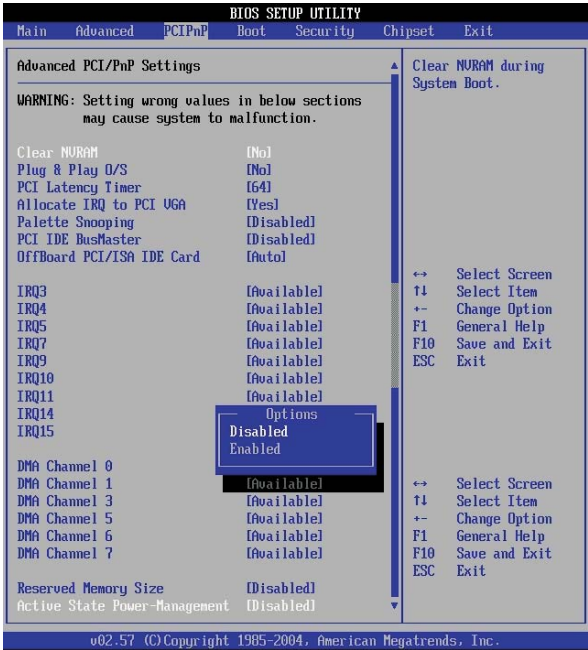 BIOS SETUP UTILITY
Main Advanced PCIPnP Boot Security Chipset Exit
Advanced PCI/PnP Settings
WARNING: Setting wrong values in below sections
may cause system to malfunction.
Clear NVRAM [No]
Plug & Play O/S [No]
PCI Latency Timer [64]
Allocate IRQ to PCI VGA [Yes]
Palette Snooping [Disabled]
PCI IDE BusMaster [Disabled]
OffBoard PCI/ISA IDE Card [Auto]
IRQ3 [Available]
IRQ4 [Available]
IRQ5 [Available]
IRQ7 [Available]
IRQ9 [Available]
IRQ10 [Available]
IRQ11 [Available]
IRQ14
IRQ15
Options
Disabled
Enabled
DMA Channel 0
DMA Channel 1 [Available]
DMA Channel 3 [Available]
DMA Channel 5 [Available]
DMA Channel 6 [Available]
DMA Channel 7 [Available]
Reserved Memory Size [Disabled]
Active State Power-Management [Disabled]
Clear NVRAM during
System Boot.
↔ Select Screen
↑↓ Select Item
+- Change Option
F1 General Help
F10 Save and Exit
ESC Exit
↔ Select Screen
↑↓ Select Item
+- Change Option
F1 General Help
F10 Save and Exit
ESC Exit
v02.57 (C)Copyright 1985-2004, American Megatrends, Inc.